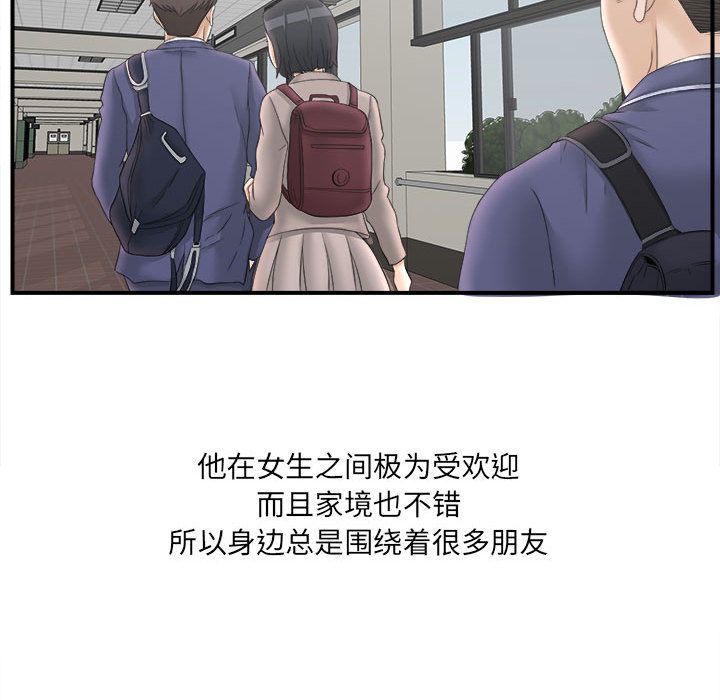 他在女生之间极为受欢迎
而且家境也不错
所以身边总是围绕着很多朋友